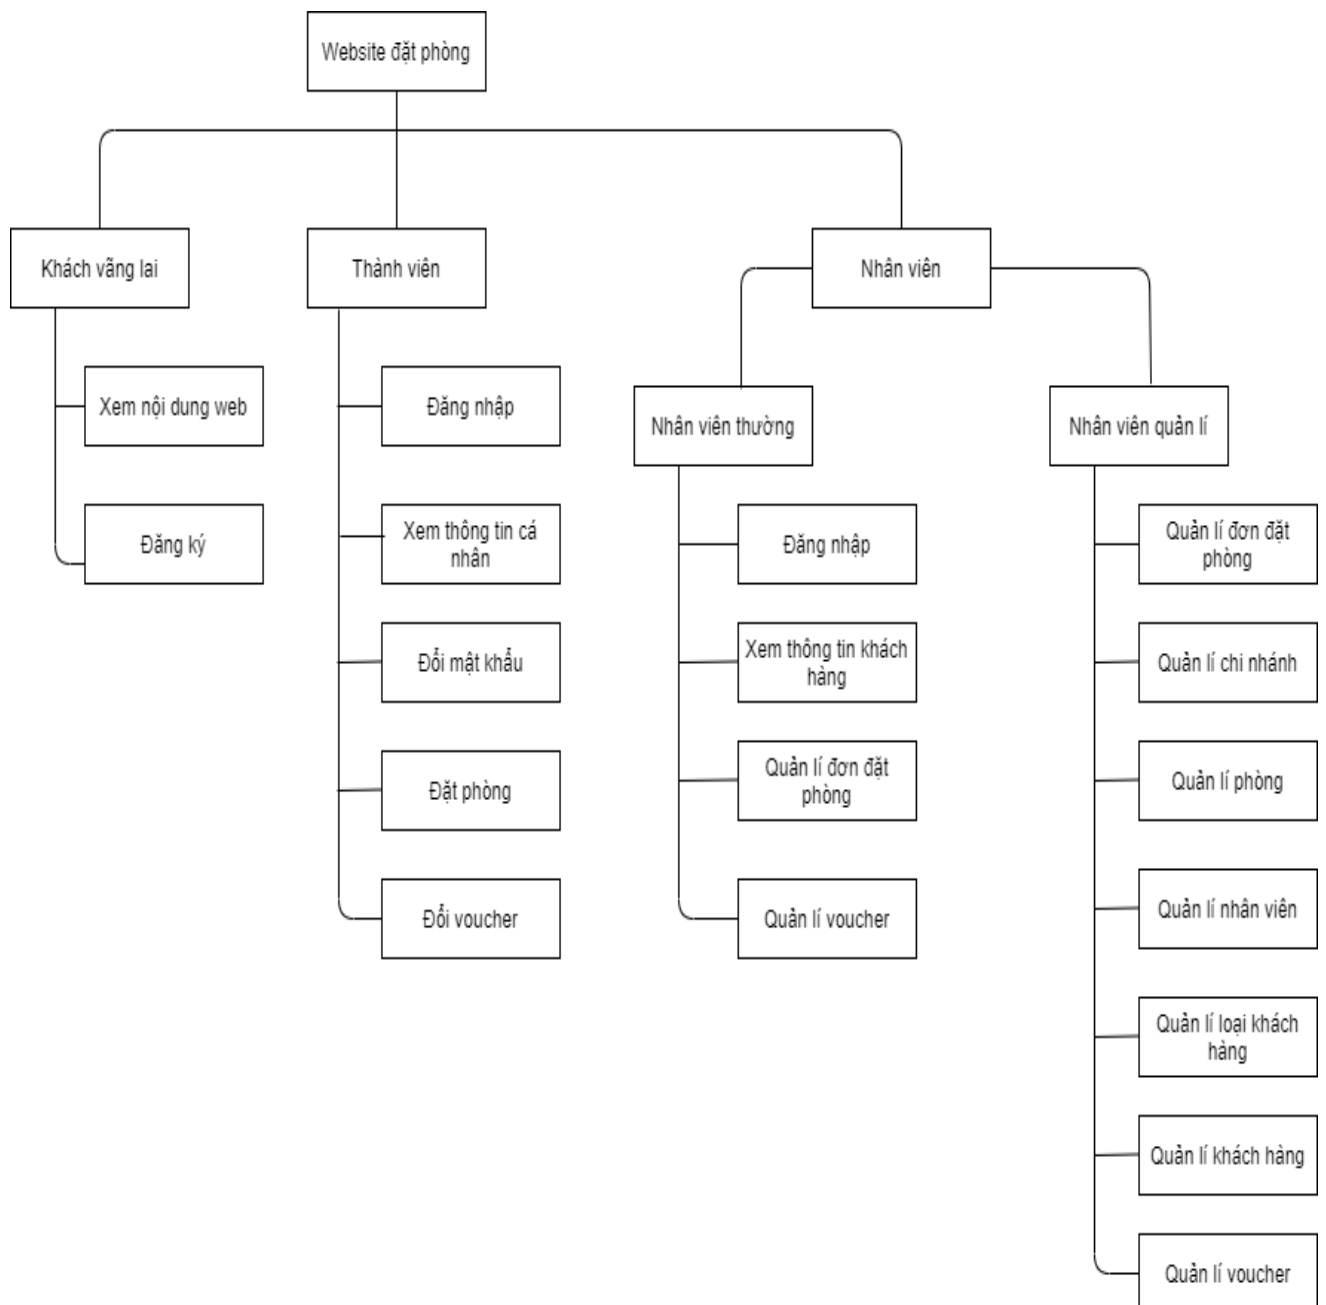 Website đặt phòng
Khách vãng lai
Thành viên
Nhân viên
Xem nội dung web
Đăng ký
Đăng nhập
Xem thông tin cá
nhân
Đổi mật khẩu
Đặt phòng
Đổi voucher
Nhân viên thường
Đăng nhập
Xem thông tin khách
hàng
Quản lí đơn đặt
phòng
Quản lí voucher
Nhân viên quản lí
Quản lí đơn đặt
phòng
Quản lí chi nhánh
Quản lí phòng
Quản lí nhân viên
Quản lí loại khách
hàng
Quản lí khách hàng
Quản lí voucher